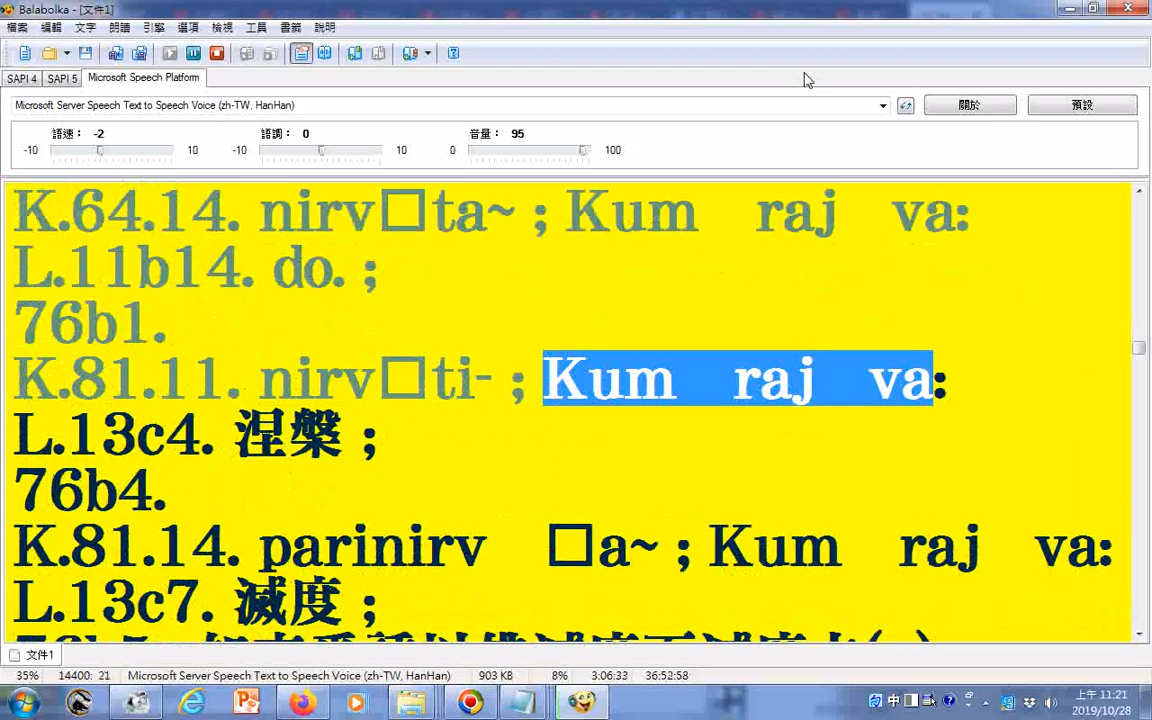 Balabolka - [文件1]
檔案 編輯 文字 朗讀 引擎 選項 檢視 工具 書籤 說明
SAPI 4 SAPI 5 Microsoft Speech Platform
Microsoft Server Speech Text to Speech Voice (zh-TW, HanHan) 關於 預設
語速： -2 語調： 0 音量： 95
-10 10 -10 10 0 100
K.64.14. nirv□ta~ ; Kum raj va:
L.11b14. do. ;
76b1.
K.81.11. nirv□ti- ; Kum raj va:
L.13c4. 涅槃 ;
76b4.
K.81.14. parinirv □a~ ; Kum raj va:
L.13c7. 滅度 ;
文件1
35% 14400: 21 Microsoft Server Speech Text to Speech Voice (zh-TW, HanHan) 903 KB 8% 3:06:33 36:52:58
中 上午 11:21
2019/10/28